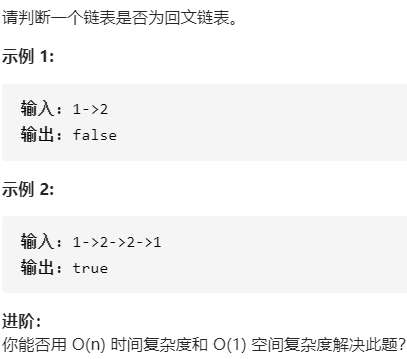 请判断一个链表是否为回文链表。
示例 1:
输入: 1->2
输出: false
示例 2:
输入: 1->2->2->1
输出: true
进阶：
你能否用 O(n) 时间复杂度和 O(1) 空间复杂度解决此题？